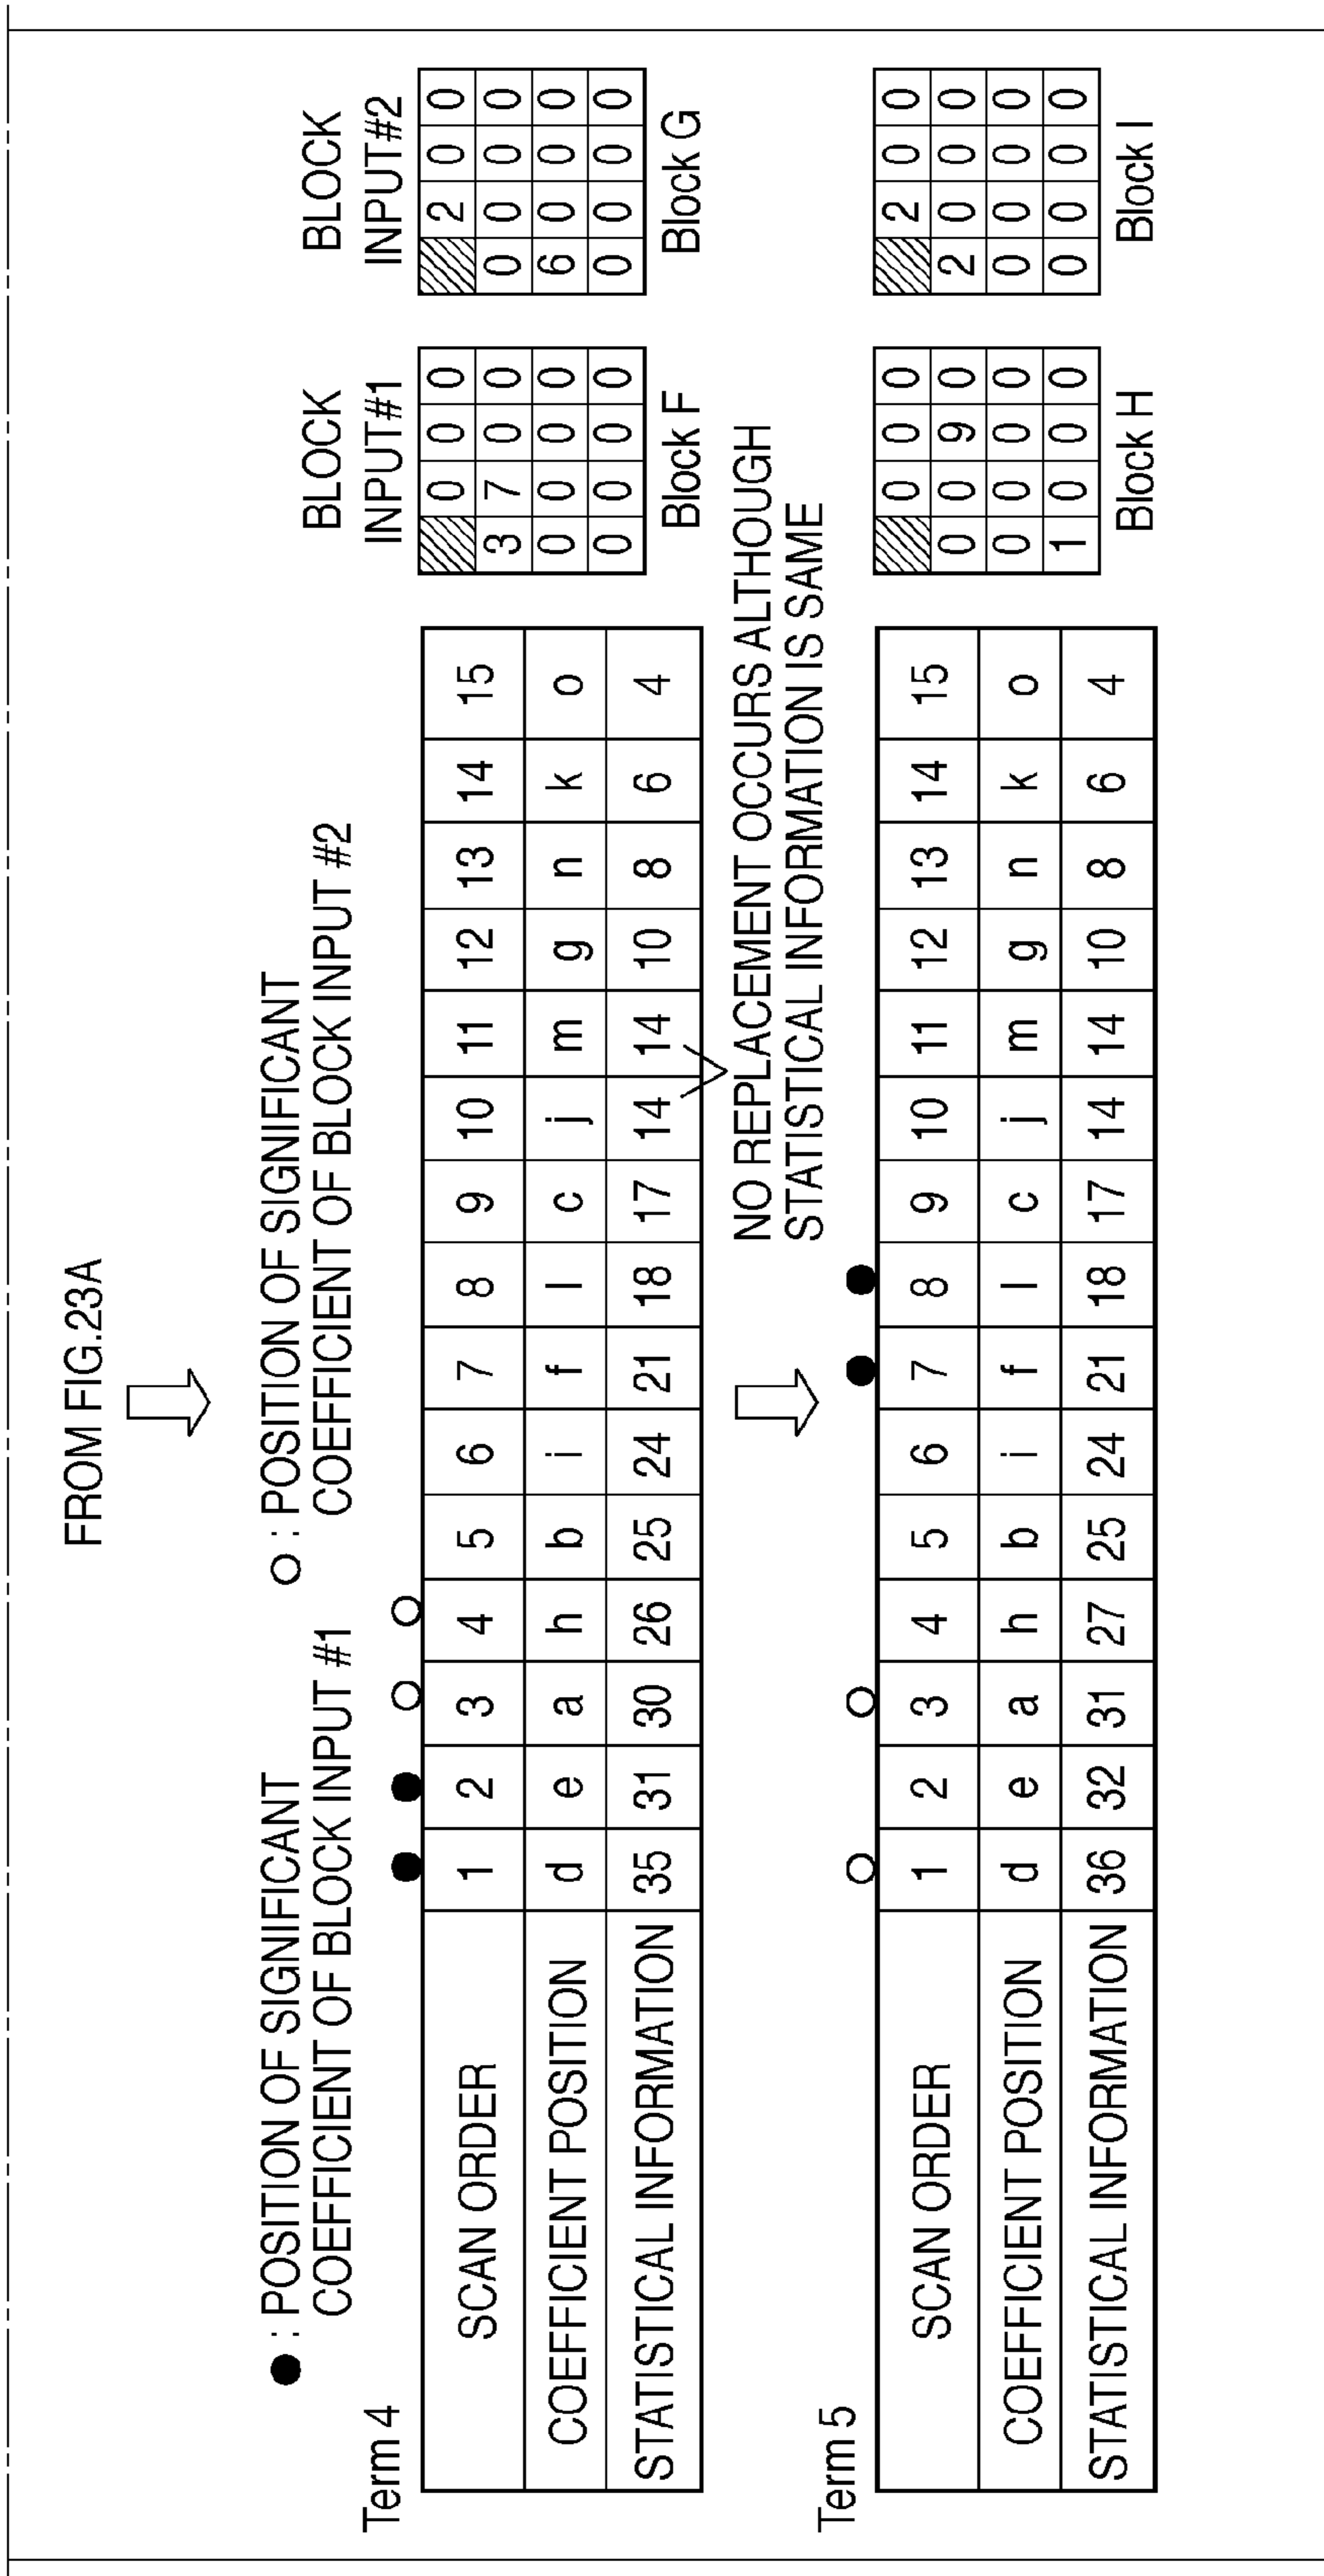 FROM FIG.23A
● : POSITION OF SIGNIFICANT
COEFFICIENT OF BLOCK INPUT #1
○ : POSITION OF SIGNIFICANT
COEFFICIENT OF BLOCK INPUT #2
BLOCK
INPUT#1
BLOCK
INPUT#2
Term 4
SCAN ORDER 1 2 3 4 5 6 7 8 9 10 11 12 13 14 15
COEFFICIENT POSITION d e a h b i f l c j m g n k o
STATISTICAL INFORMATION 35 31 30 26 25 24 21 18 17 14 14 10 8 6 4
0 0 0
3 7 0 0
0 0 0 0
0 0 0 0
Block F
2 0 0
0 0 0 0
6 0 0 0
0 0 0 0
Block G
NO REPLACEMENT OCCURS ALTHOUGH
STATISTICAL INFORMATION IS SAME
Term 5
SCAN ORDER 1 2 3 4 5 6 7 8 9 10 11 12 13 14 15
COEFFICIENT POSITION d e a h b i f l c j m g n k o
STATISTICAL INFORMATION 36 32 31 27 25 24 21 18 17 14 14 10 8 6 4
0 0 0
0 0 9 0
0 0 0 0
1 0 0 0
Block H
2 0 0
2 0 0 0
0 0 0 0
0 0 0 0
Block I